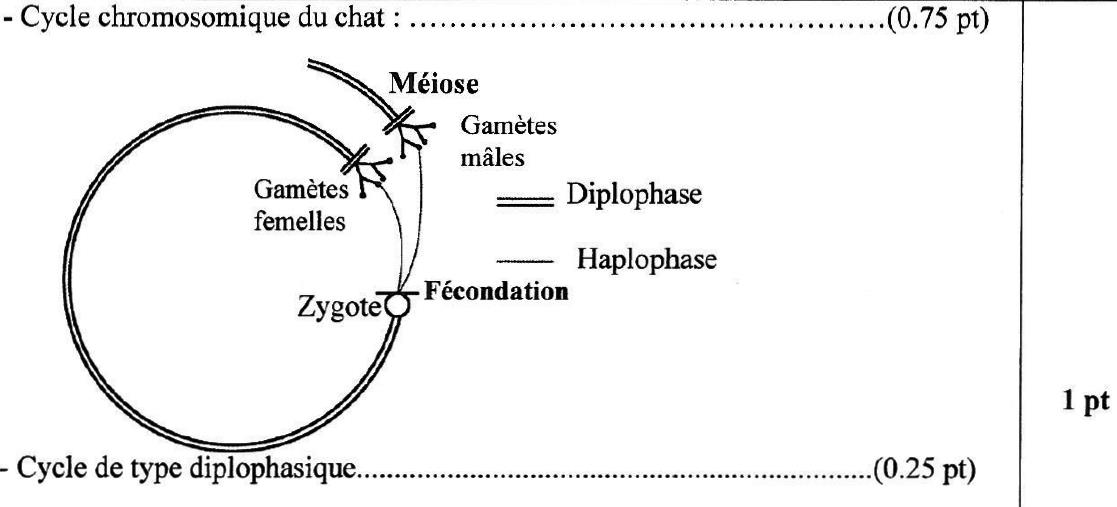 - Cycle chromosomique du chat : ....................................................(0.75 pt)
Méiose
Gamètes
mâles
Gamètes
femelles
Diplophase
Haplophase
Fécondation
Zygote
1 pt
- Cycle de type diplophasique...........................................................(0.25 pt)